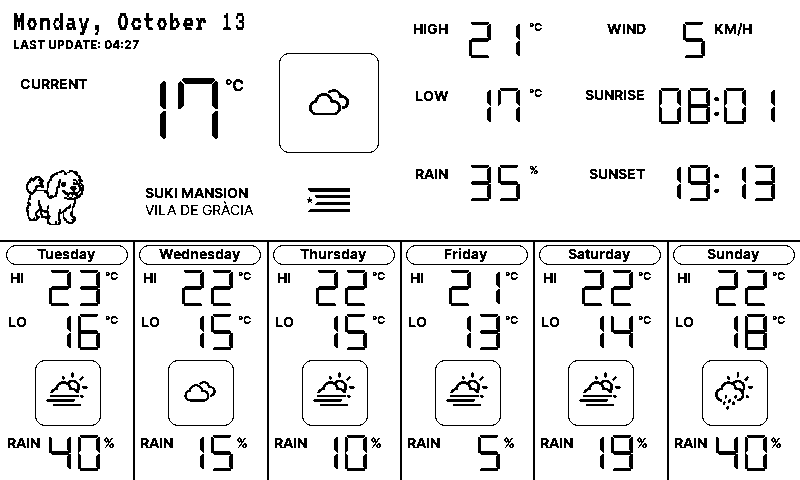 Monday, October 13
LAST UPDATE: 04:27
CURRENT 17 °C
SUKI MANSION
VILA DE GRÀCIA
HIGH 21 °C
LOW 17 °C
RAIN 35 %
WIND 5 KM/H
SUNRISE 08:01
SUNSET 19:13
Tuesday
HI 23 °C
LO 16 °C
RAIN 40 %
Wednesday
HI 22 °C
LO 15 °C
RAIN 15 %
Thursday
HI 22 °C
LO 15 °C
RAIN 10 %
Friday
HI 21 °C
LO 13 °C
RAIN 5 %
Saturday
HI 22 °C
LO 14 °C
RAIN 19 %
Sunday
HI 22 °C
LO 18 °C
RAIN 40 %